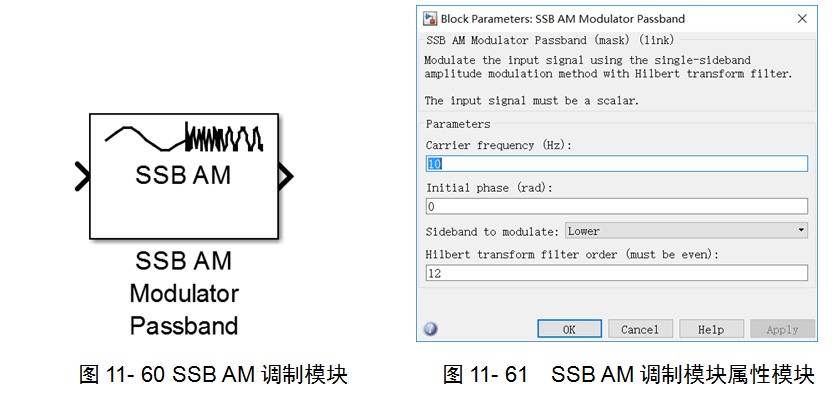 SSB AM
SSB AM
Modulator
Passband
图 11- 60 SSB AM 调制模块
Block Parameters: SSB AM Modulator Passband
SSB AM Modulator Passband (mask) (link)
Modulate the input signal using the single-sideband
amplitude modulation method with Hilbert transform filter.
The input signal must be a scalar.
Parameters
Carrier frequency (Hz):
10
Initial phase (rad):
0
Sideband to modulate: Lower
Hilbert transform filter order (must be even):
12
OK Cancel Help Apply
图 11- 61 SSB AM 调制模块属性模块